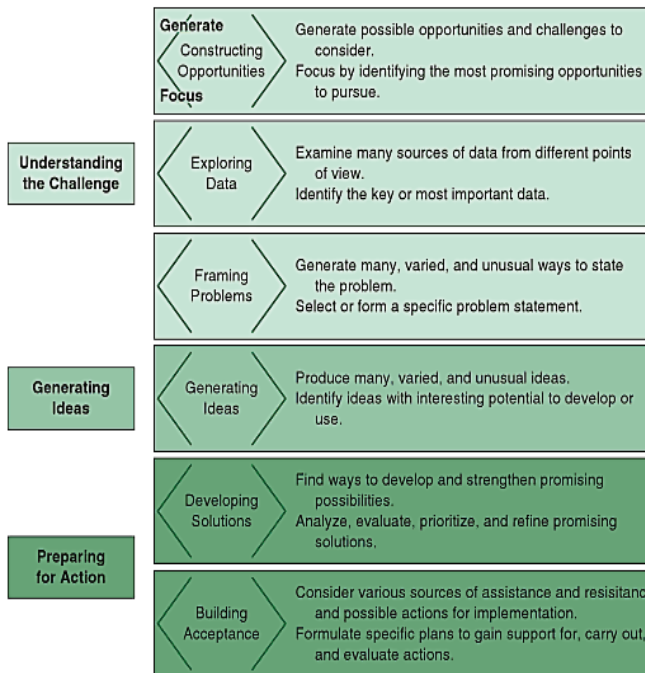 Generate
Constructing
Opportunities
Focus
Generate possible opportunities and challenges to
consider.
Focus by identifying the most promising opportunities
to pursue.
Understanding
the Challenge
Exploring
Data
Examine many sources of data from different points
of view.
Identify the key or most important data.
Framing
Problems
Generate many, varied, and unusual ways to state
the problem.
Select or form a specific problem statement.
Generating
Ideas
Generating
Ideas
Produce many, varied, and unusual ideas.
Identify ideas with interesting potential to develop or
use.
Preparing
for Action
Developing
Solutions
Find ways to develop and strengthen promising
possibilities.
Analyze, evaluate, prioritize, and refine promising
solutions.
Building
Acceptance
Consider various sources of assistance and resisitanc
and possible actions for implementation.
Formulate specific plans to gain support for, carry out,
and evaluate actions.